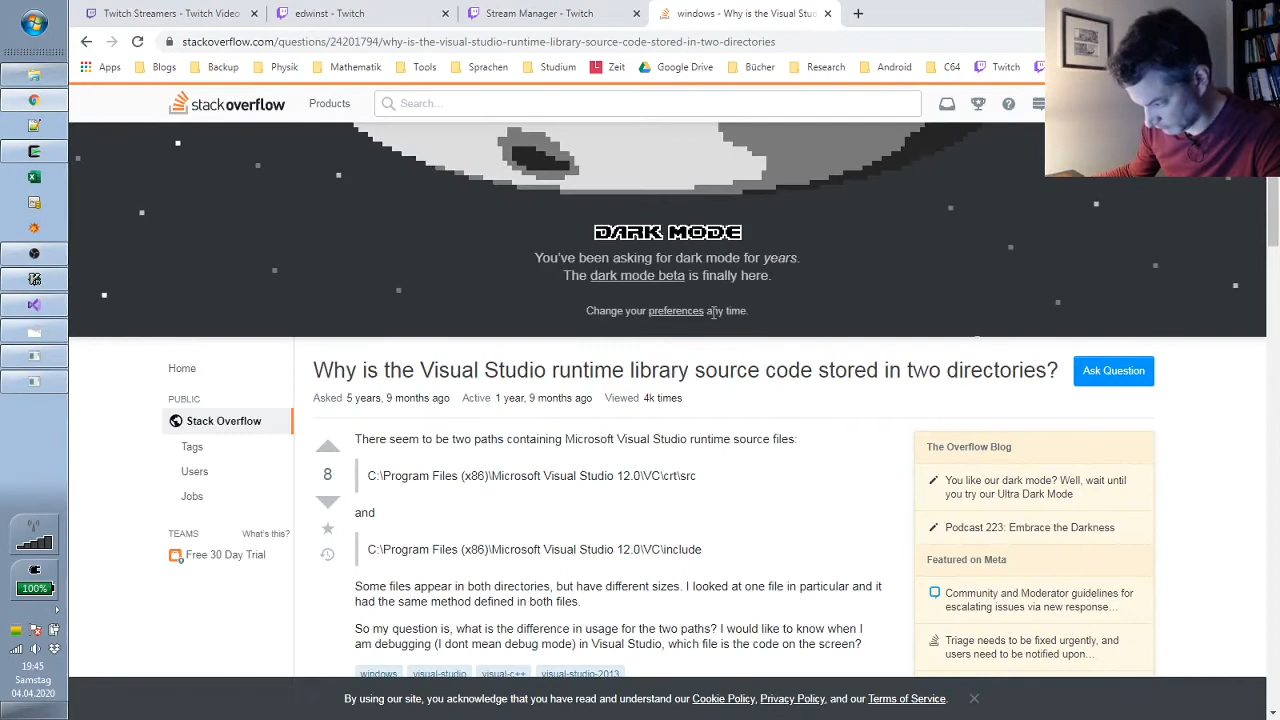 Twitch Streamers - Twitch Video
edwinst - Twitch
Stream Manager - Twitch
windows - Why is the Visual Stu
stackoverflow.com/questions/24201794/why-is-the-visual-studio-runtime-library-source-code-stored-in-two-directories
Apps
Blogs
Backup
Physik
Mathematik
Tools
Sprachen
Studium
Zeit
Google Drive
Bücher
Research
Android
C64
Twitch
stackoverflow
Products
Search...
DARK MODE
You've been asking for dark mode for years.
The dark mode beta is finally here.
Change your preferences any time.
Why is the Visual Studio runtime library source code stored in two directories?
Ask Question
Asked 5 years, 9 months ago Active 1 year, 9 months ago Viewed 4k times
Home
PUBLIC
Stack Overflow
Tags
Users
Jobs
TEAMS What's this?
Free 30 Day Trial
8
There seem to be two paths containing Microsoft Visual Studio runtime source files:
C:\Program Files (x86)\Microsoft Visual Studio 12.0\VC\crt\src
and
C:\Program Files (x86)\Microsoft Visual Studio 12.0\VC\include
Some files appear in both directories, but have different sizes. I looked at one file in particular and it
had the same method defined in both files.
So my question is, what is the difference in usage for the two paths? I would like to know when I
am debugging (I dont mean debug mode) in Visual Studio, which file is the code on the screen?
windows visual-studio visual-c++ visual-studio-2013
The Overflow Blog
You like our dark mode? Well, wait until
you try our Ultra Dark Mode
Podcast 223: Embrace the Darkness
Featured on Meta
Community and Moderator guidelines for
escalating issues via new response…
Triage needs to be fixed urgently, and
users need to be notified upon…
By using our site, you acknowledge that you have read and understand our Cookie Policy, Privacy Policy, and our Terms of Service.
100%
19:45
Samstag
04.04.2020